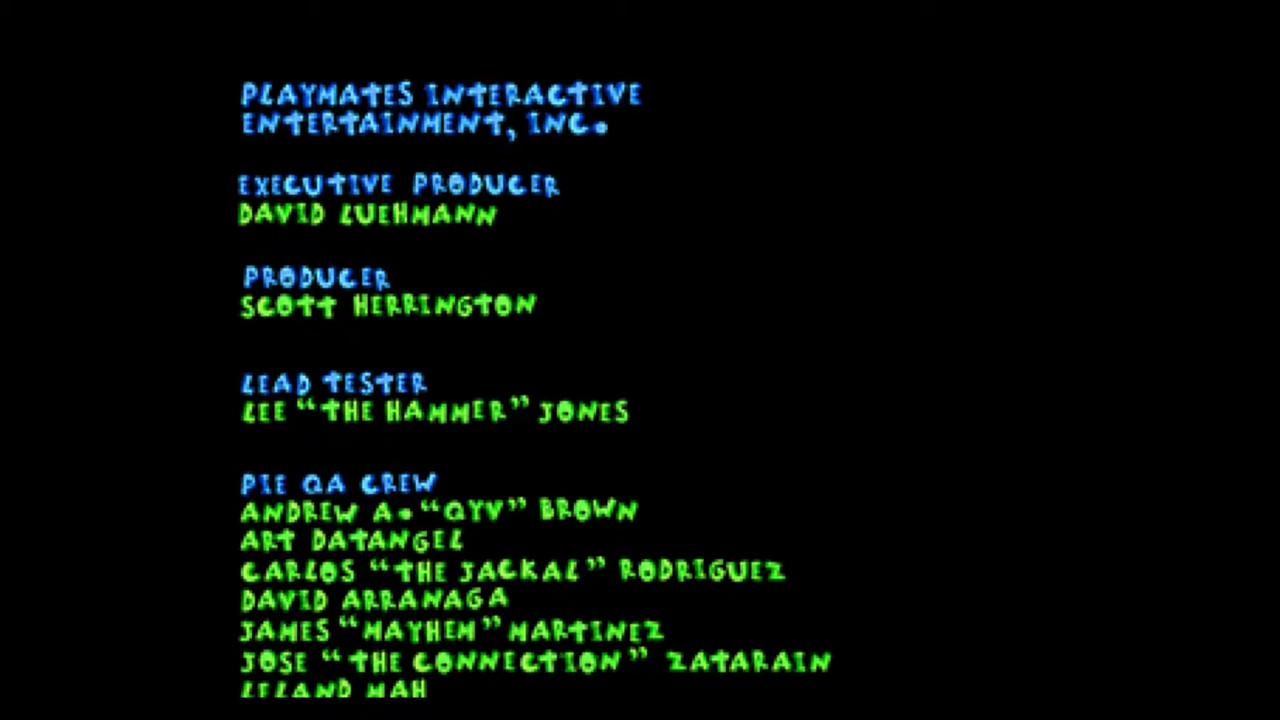 PLAYMATES INTERACTIVE
ENTERTAINMENT, INC.
EXECUTIVE PRODUCER
DAVID LUEHMANN
PRODUCER
SCOTT HERRINGTON
LEAD TESTER
LEE “THE HAMMER” JONES
PIE QA CREW
ANDREW A. “QYV” BROWN
ART DATANGEL
CARLOS “THE JACKAL” RODRIGUEZ
DAVID ARRANAGA
JAMES “MAYHEM” MARTINEZ
JOSE “THE CONNECTION” ZATARAIN
LELAND MAH